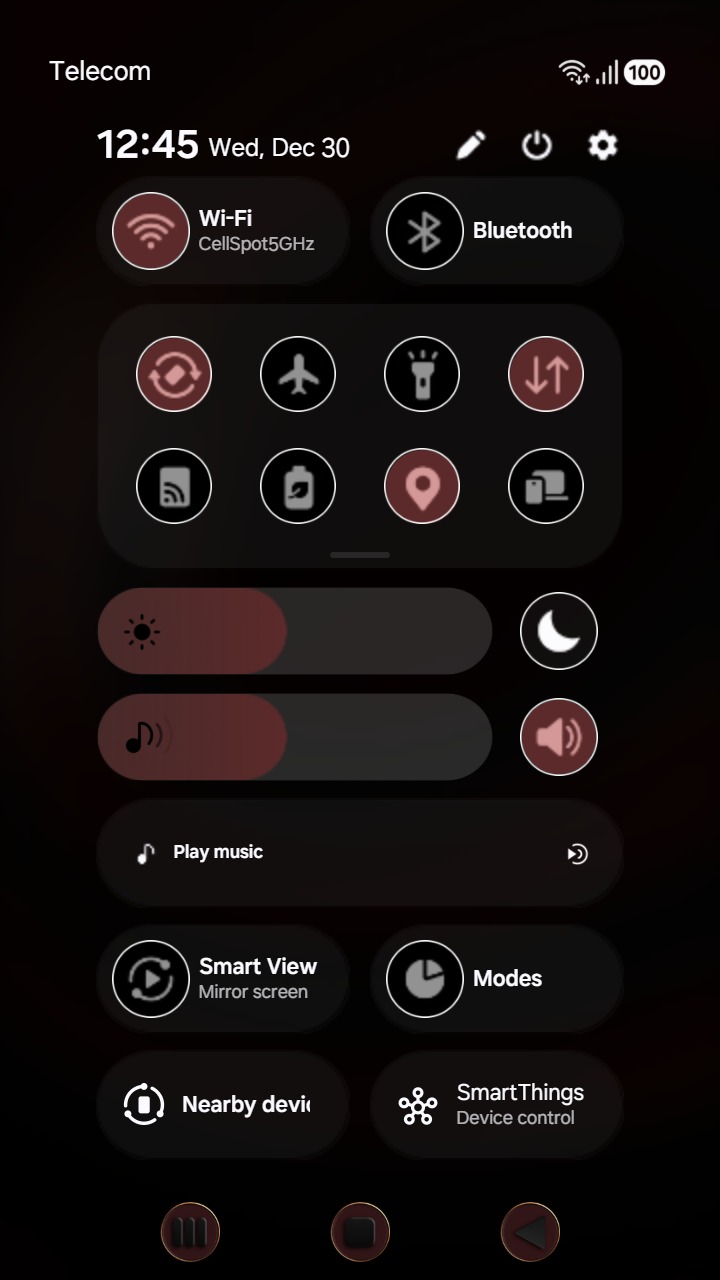 Telecom
100
12:45 Wed, Dec 30
Wi-Fi
CellSpot5GHz
Bluetooth
Play music
Smart View
Mirror screen
Modes
Nearby devi
SmartThings
Device control